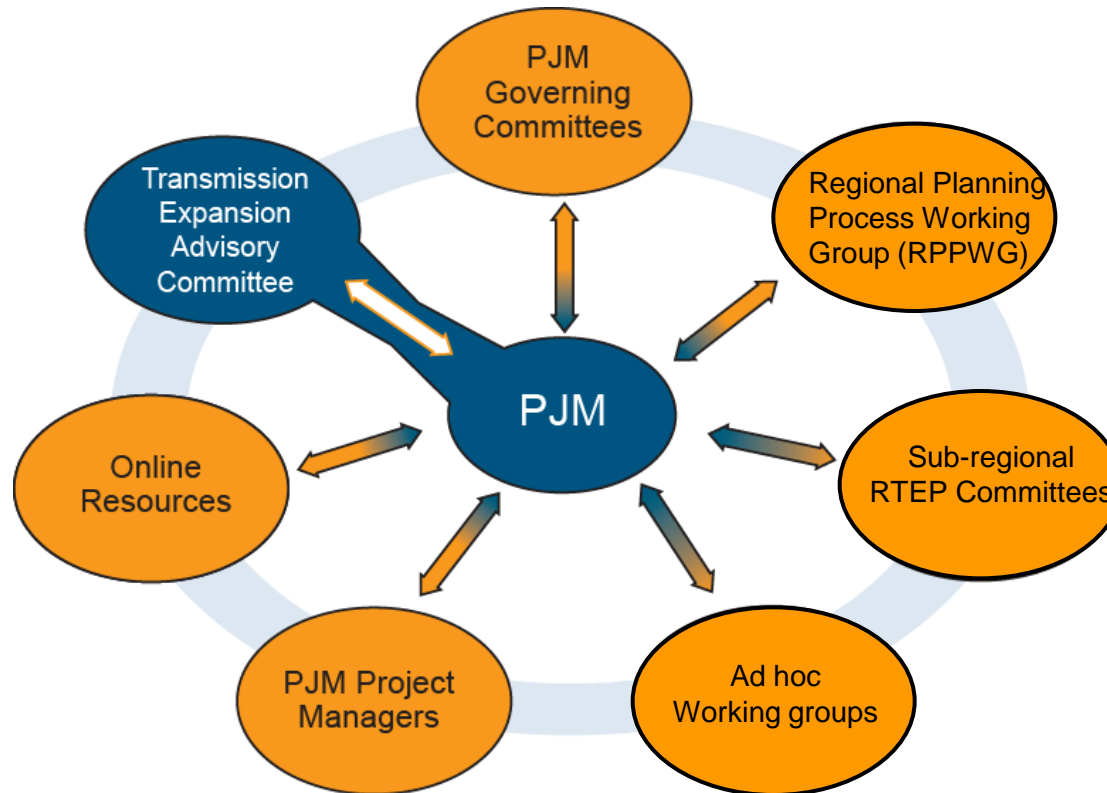 PJM
Governing
Committees
Transmission
Expansion
Advisory
Committee
Regional Planning
Process Working
Group (RPPWG)
PJM
Online
Resources
Sub-regional
RTEP Committees
PJM Project
Managers
Ad hoc
Working groups